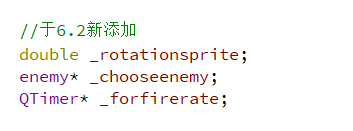 //于6.2新添加
double _rotationsprite;
enemy* _chooseenemy;
QTimer* _forfirerate;